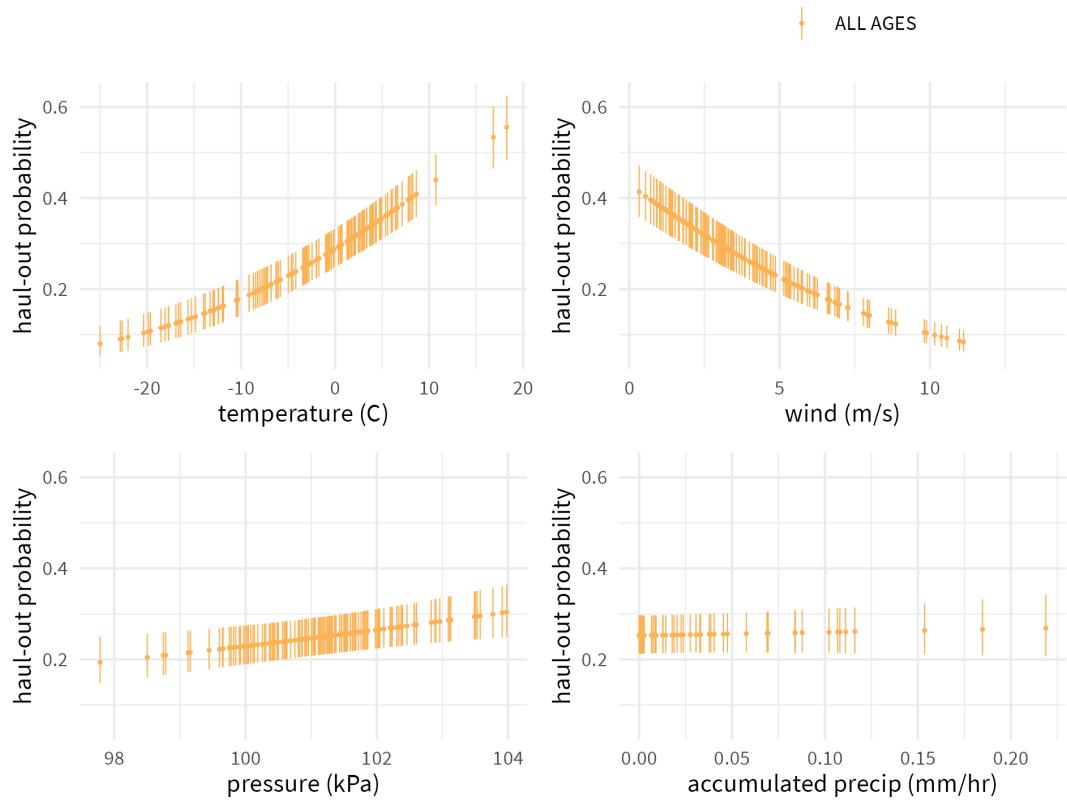 ALL AGES
haul-out probability
0.6
0.4
0.2
-20 -10 0 10 20
temperature (C)
haul-out probability
0.6
0.4
0.2
0 5 10
wind (m/s)
haul-out probability
0.6
0.4
0.2
98 100 102 104
pressure (kPa)
haul-out probability
0.6
0.4
0.2
0.00 0.05 0.10 0.15 0.20
accumulated precip (mm/hr)